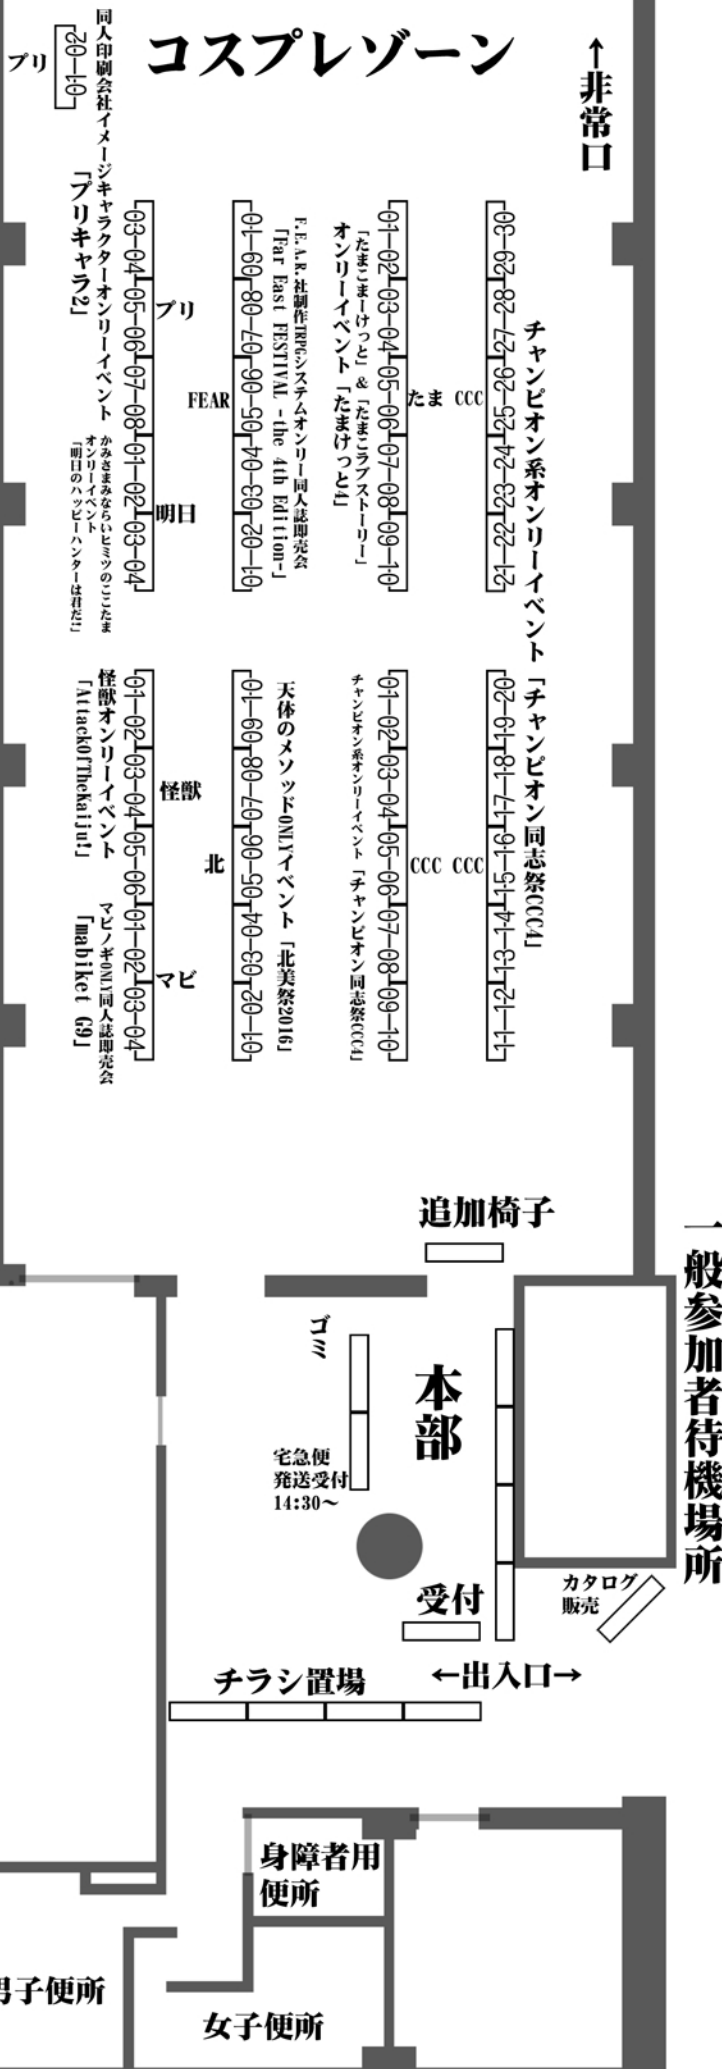 コスプレゾーン
↑非常口
プリ
02-01
同人印刷会社イメージキャラクターオンリーイベント
「プリキャラ2」
03-04-05-06-07-08
プリ
01-02-03-04
明日
かみさまみならいヒミツのここたま
オンリーイベント
「明日のハッピーハンターは君だ!」
FEAR
10-09-08-07-06-05-04-03-02-01
F.E.A.R.社制作TRPGシステムオンリー同人誌即売会
「Far East FESTIVAL -the 4th Edition-」
「たまこまーけっと」&「たまこラブストーリー」
オンリーイベント「たまけっと4」
01-02-03-04-05-06-07-08-09-10
たま
CCC
30-29-28-27-26-25-24-23-22-21
チャンピオン系オンリーイベント「チャンピオン同志祭CCC4」
怪獣オンリーイベント
「AttackOfTheKaiju!」
01-02-03-04-05-06
怪獣
マビノギONLY同人誌即売会
「mabiket G9」
01-02-03-04
マビ
北
10-09-08-07-06-05-04-03-02-01
天体のメソッドONLYイベント「北美祭2016」
チャンピオン系オンリーイベント「チャンピオン同志祭CCC4」
01-02-03-04-05-06-07-08-09-10
CCC
CCC
20-19-18-17-16-15-14-13-12-11
追加椅子
一般参加者待機場所
ゴミ
本部
宅急便
発送受付
14:30〜
受付
カタログ
販売
チラシ置場
←出入口→
身障者用
便所
男子便所
女子便所